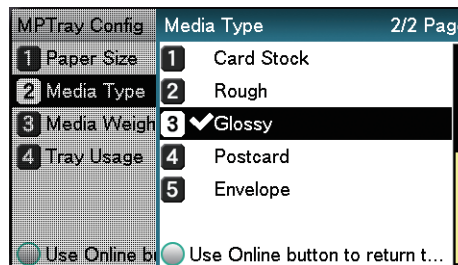 MPTray Config
1 Paper Size
2 Media Type
3 Media Weigh
4 Tray Usage
Use Online b
Media Type 2/2 Pag
1 Card Stock
2 Rough
3 Glossy
4 Postcard
5 Envelope
Use Online button to return t...